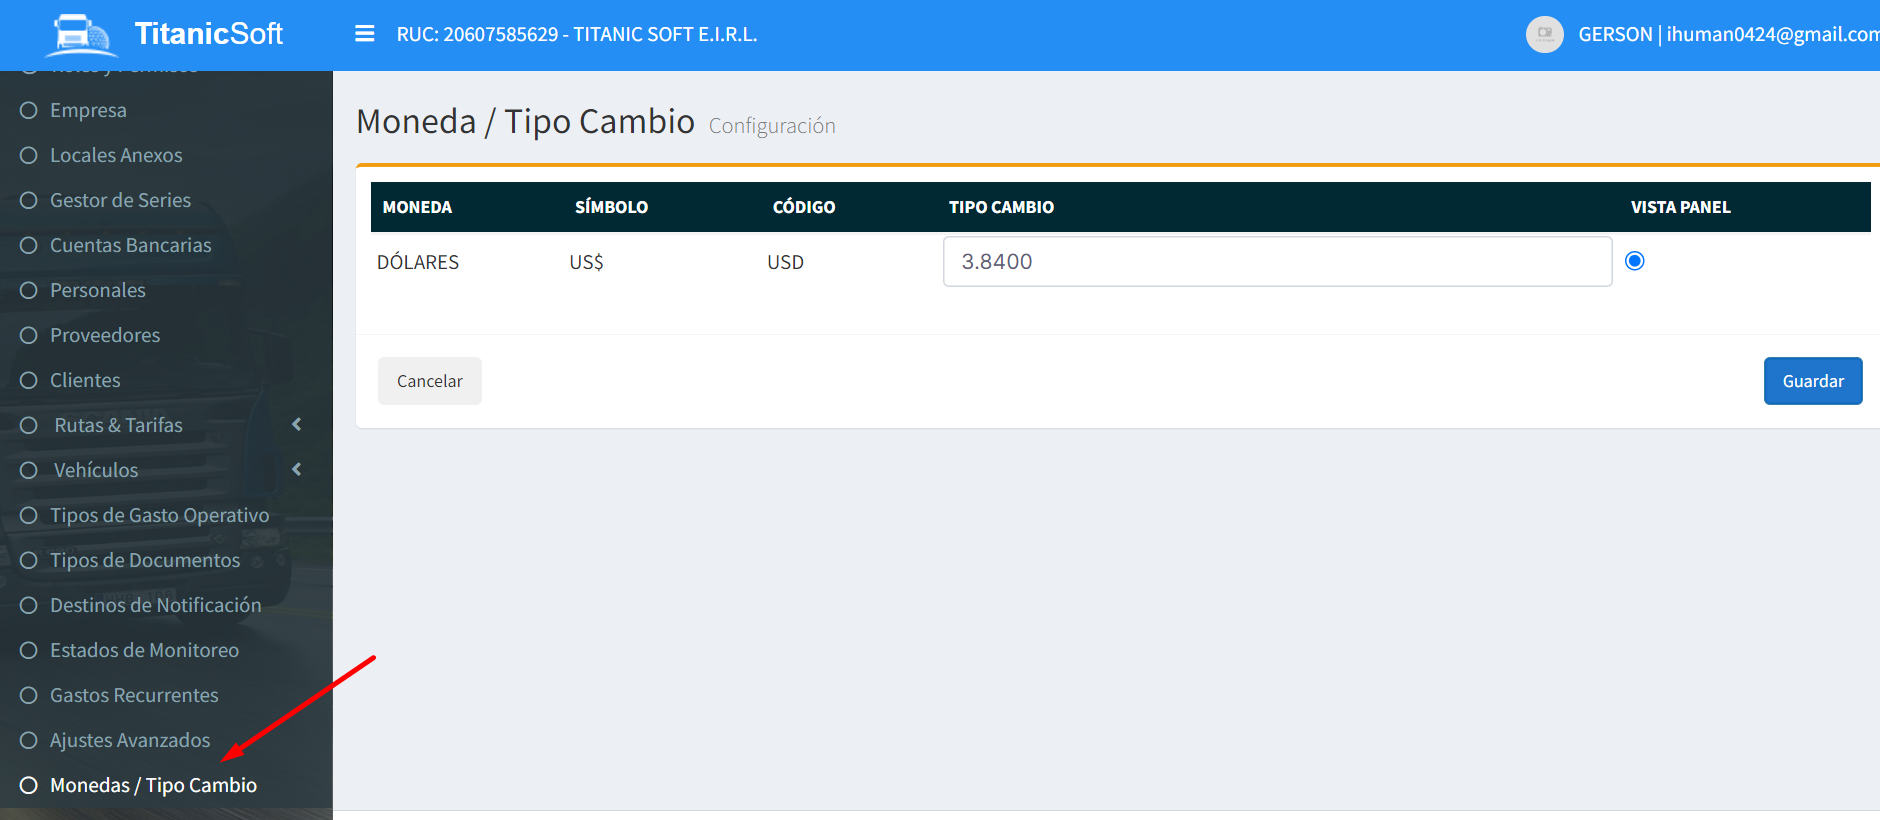 TitanicSoft
RUC: 20607585629 - TITANIC SOFT E.I.R.L.
GERSON | ihuman0424@gmail.com
Empresa
Locales Anexos
Gestor de Series
Cuentas Bancarias
Personales
Proveedores
Clientes
Rutas & Tarifas
Vehículos
Tipos de Gasto Operativo
Tipos de Documentos
Destinos de Notificación
Estados de Monitoreo
Gastos Recurrentes
Ajustes Avanzados
Monedas / Tipo Cambio
Moneda / Tipo Cambio Configuración
MONEDA SÍMBOLO CÓDIGO TIPO CAMBIO VISTA PANEL
DÓLARES US$ USD 3.8400
Cancelar Guardar